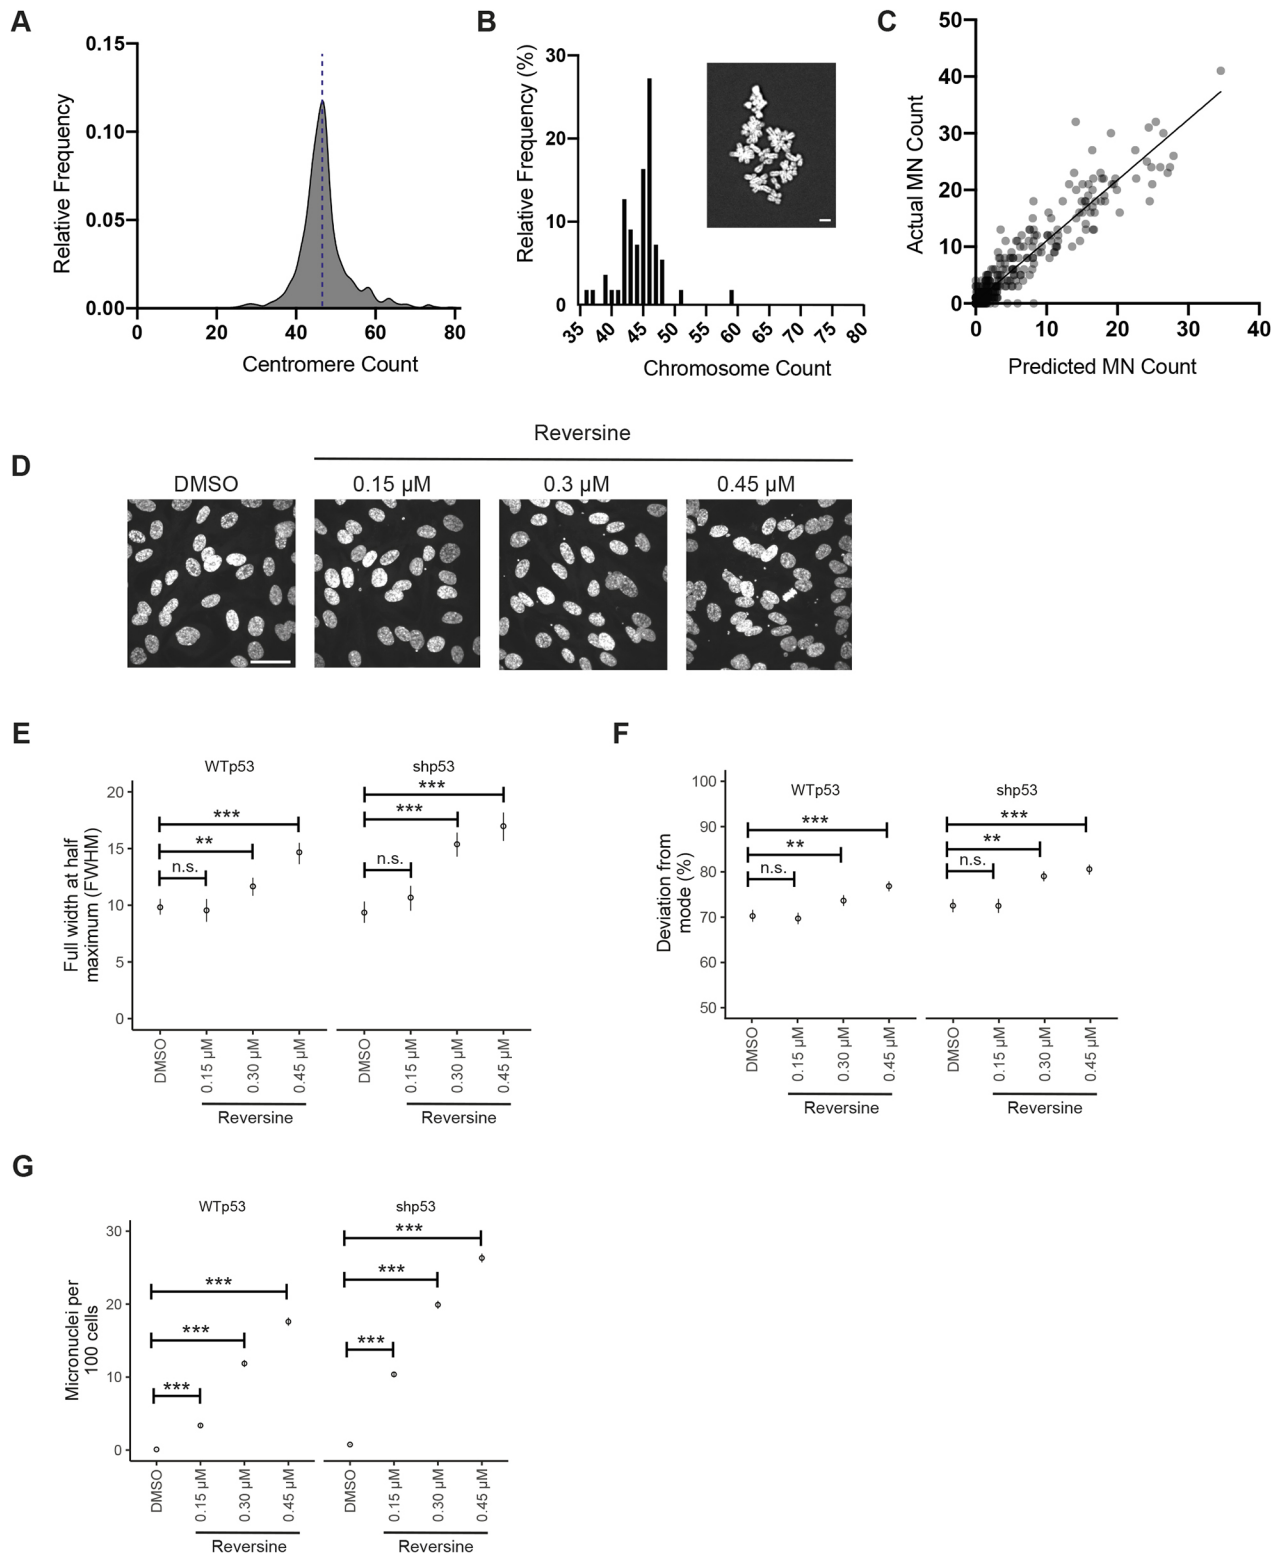 A
B
C
0.15
0.10
0.05
0.00
Relative Frequency
0 20 40 60 80
Centromere Count
30
20
10
0
Relative Frequency (%)
35 40 45 50 55 60 65 70 75 80
Chromosome Count
50
40
30
20
10
0
Actual MN Count
0 10 20 30 40
Predicted MN Count
D
Reversine
DMSO 0.15 µM 0.3 µM 0.45 µM
E
WTp53 shp53
20
15
10
5
0
Full width at half
maximum (FWHM)
***
**
n.s.
***
***
n.s.
DMSO
0.15 µM
0.30 µM
0.45 µM
Reversine
DMSO
0.15 µM
0.30 µM
0.45 µM
Reversine
F
WTp53 shp53
100
90
80
70
60
50
Deviation from
mode (%)
***
**
n.s.
***
**
n.s.
DMSO
0.15 µM
0.30 µM
0.45 µM
Reversine
DMSO
0.15 µM
0.30 µM
0.45 µM
Reversine
G
WTp53 shp53
30
20
10
0
Micronuclei per
100 cells
***
***
***
***
***
***
DMSO
0.15 µM
0.30 µM
0.45 µM
Reversine
DMSO
0.15 µM
0.30 µM
0.45 µM
Reversine